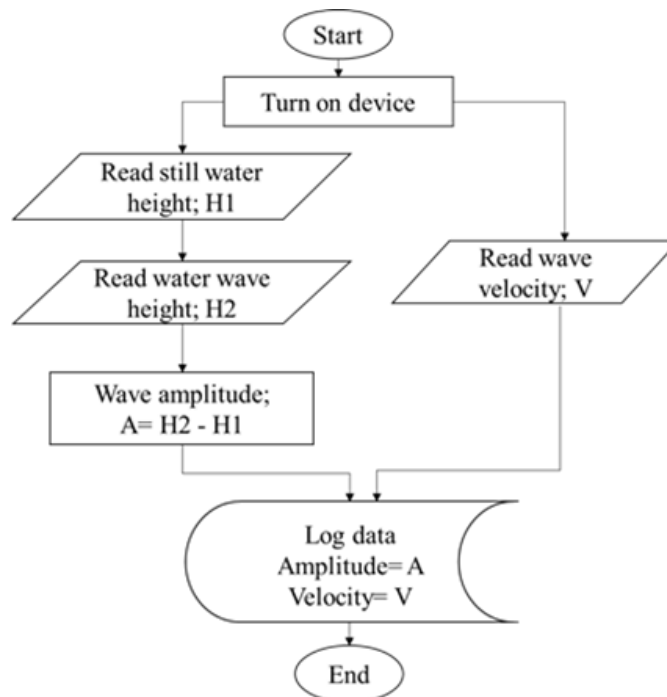 Start
Turn on device
Read still water
height; H1
Read water wave
height; H2
Wave amplitude;
A= H2 - H1
Read wave
velocity; V
Log data
Amplitude= A
Velocity= V
End